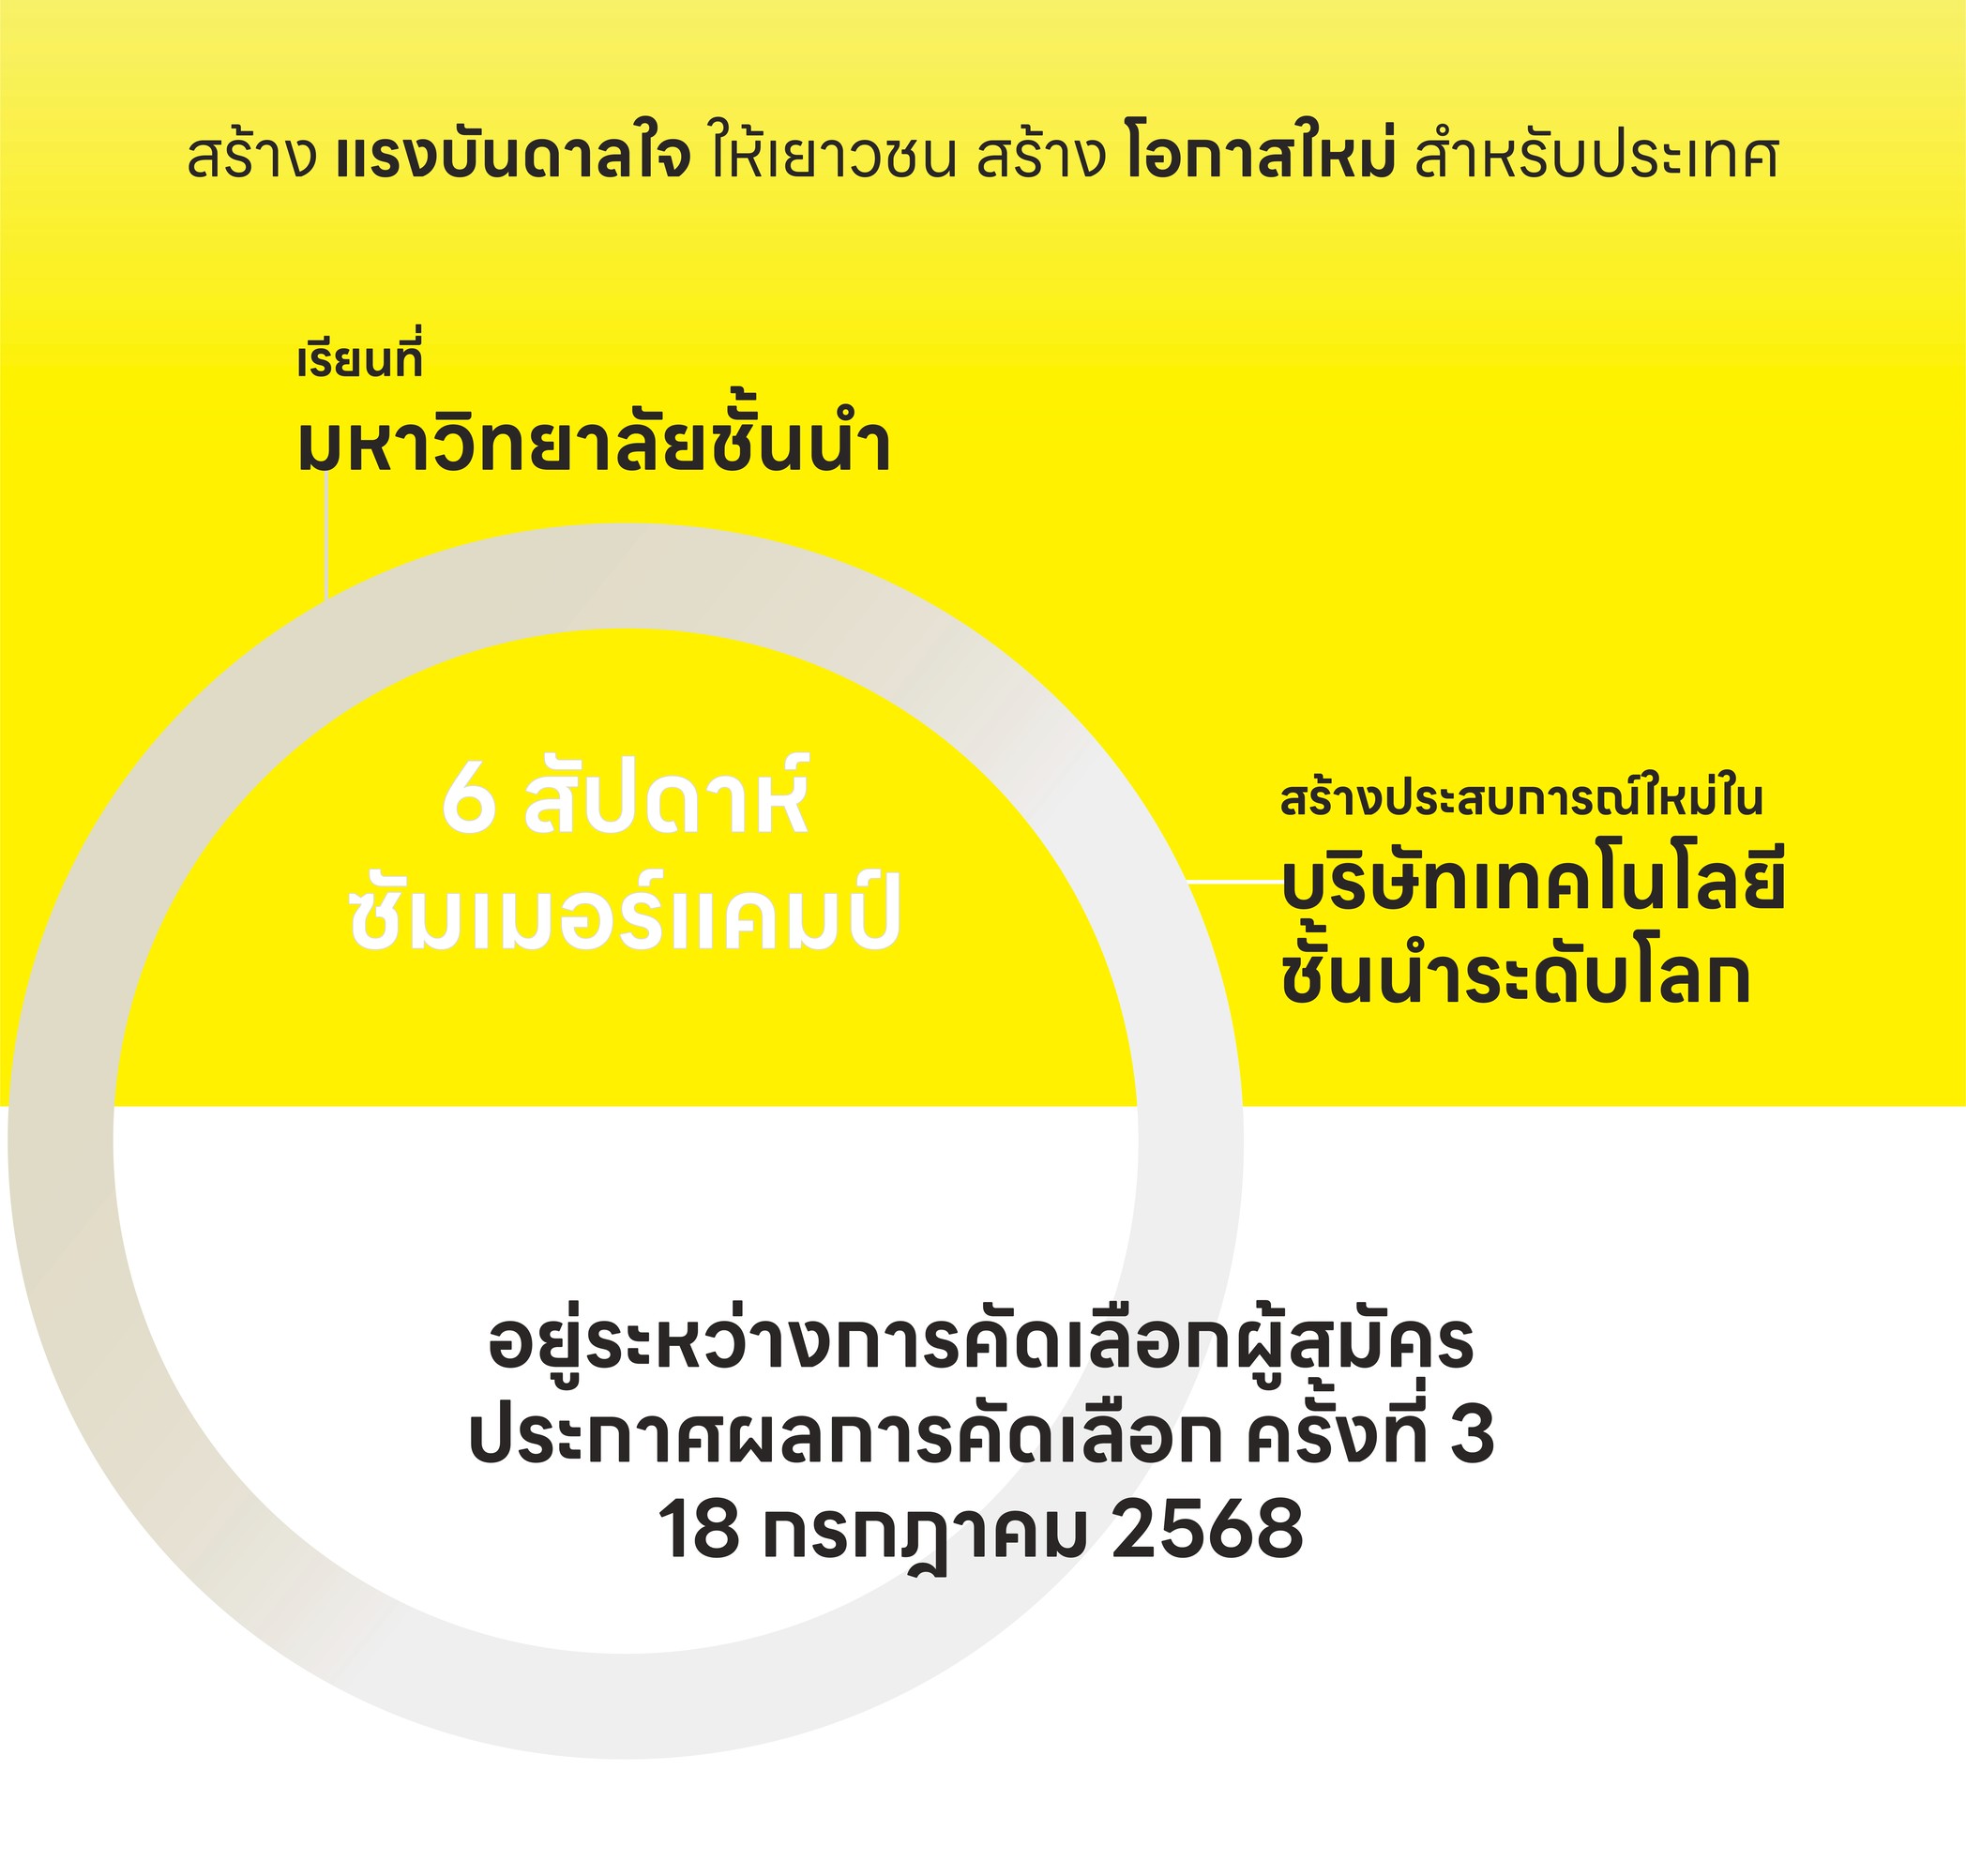 สร้าง แรงบันดาลใจ ให้เยาวชน สร้าง โอกาสใหม่ สำหรับประเทศ
เรียนที่
มหาวิทยาลัยชั้นนำ
6 สัปดาห์
ซัมเมอร์แคมป์
สร้างประสบการณ์ใหม่ใน
บริษัทเทคโนโลยี
ชั้นนำระดับโลก
อยู่ระหว่างการคัดเลือกผู้สมัคร
ประกาศผลการคัดเลือก ครั้งที่ 3
18 กรกฎาคม 2568